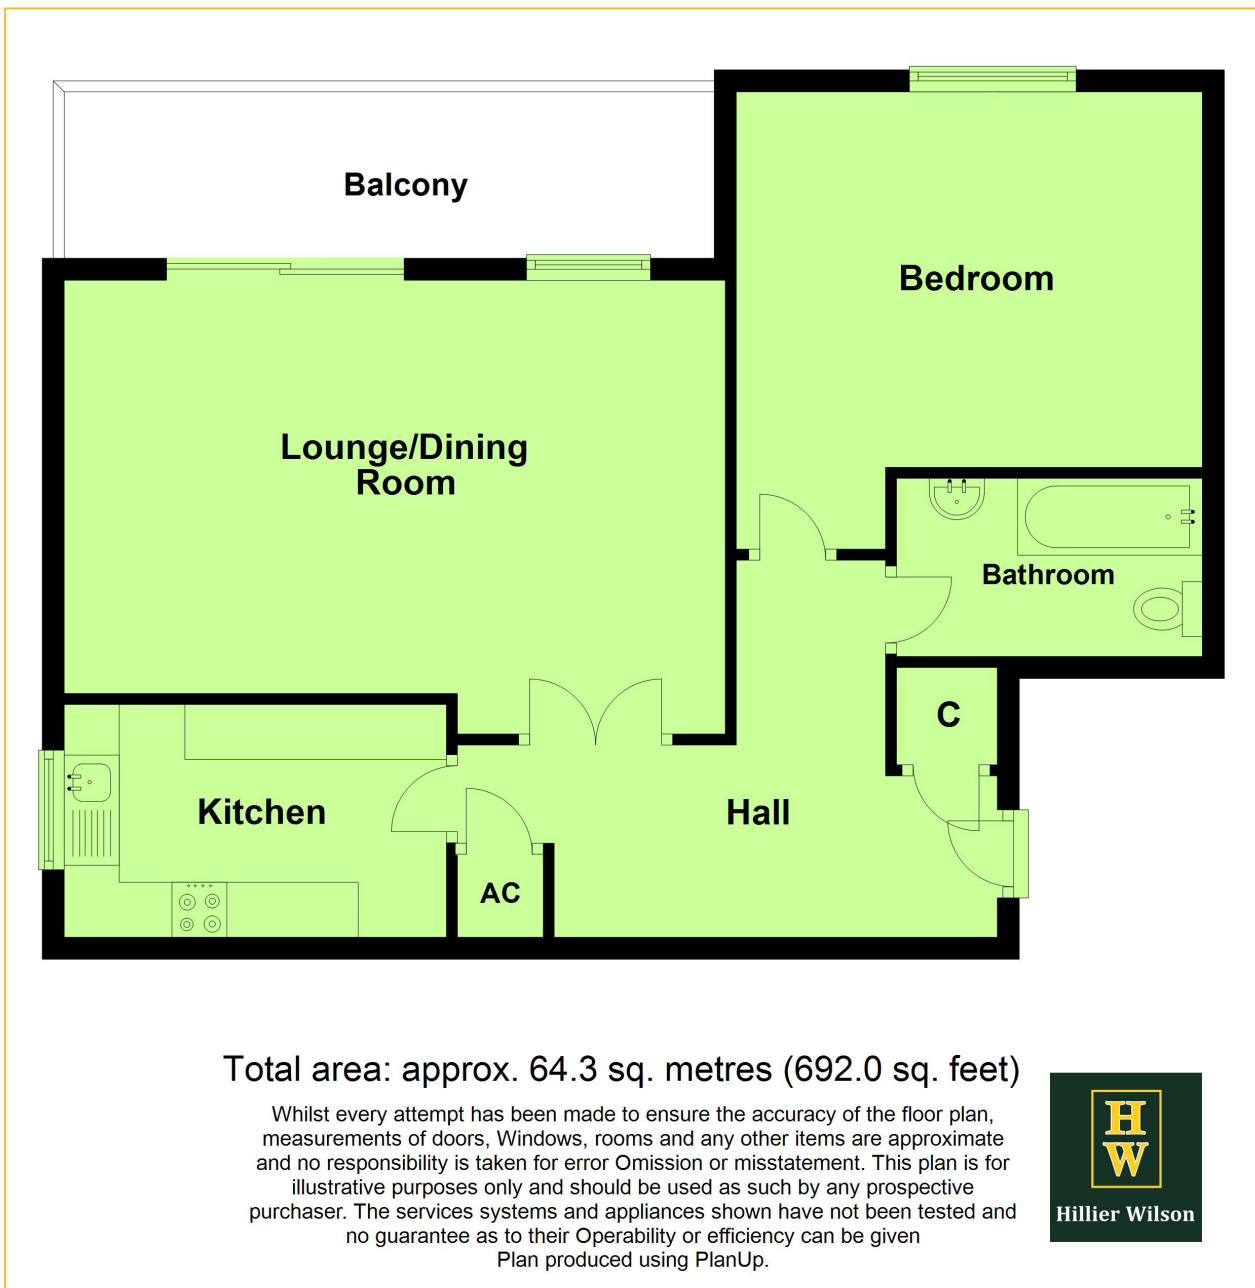 Balcony
Bedroom
Lounge/Dining
Room
Bathroom
C
Kitchen
Hall
AC
Total area: approx. 64.3 sq. metres (692.0 sq. feet)
Whilst every attempt has been made to ensure the accuracy of the floor plan,
measurements of doors, Windows, rooms and any other items are approximate
and no responsibility is taken for error Omission or misstatement. This plan is for
illustrative purposes only and should be used as such by any prospective
purchaser. The services systems and appliances shown have not been tested and
no guarantee as to their Operability or efficiency can be given
Plan produced using PlanUp.
H
W
Hillier Wilson